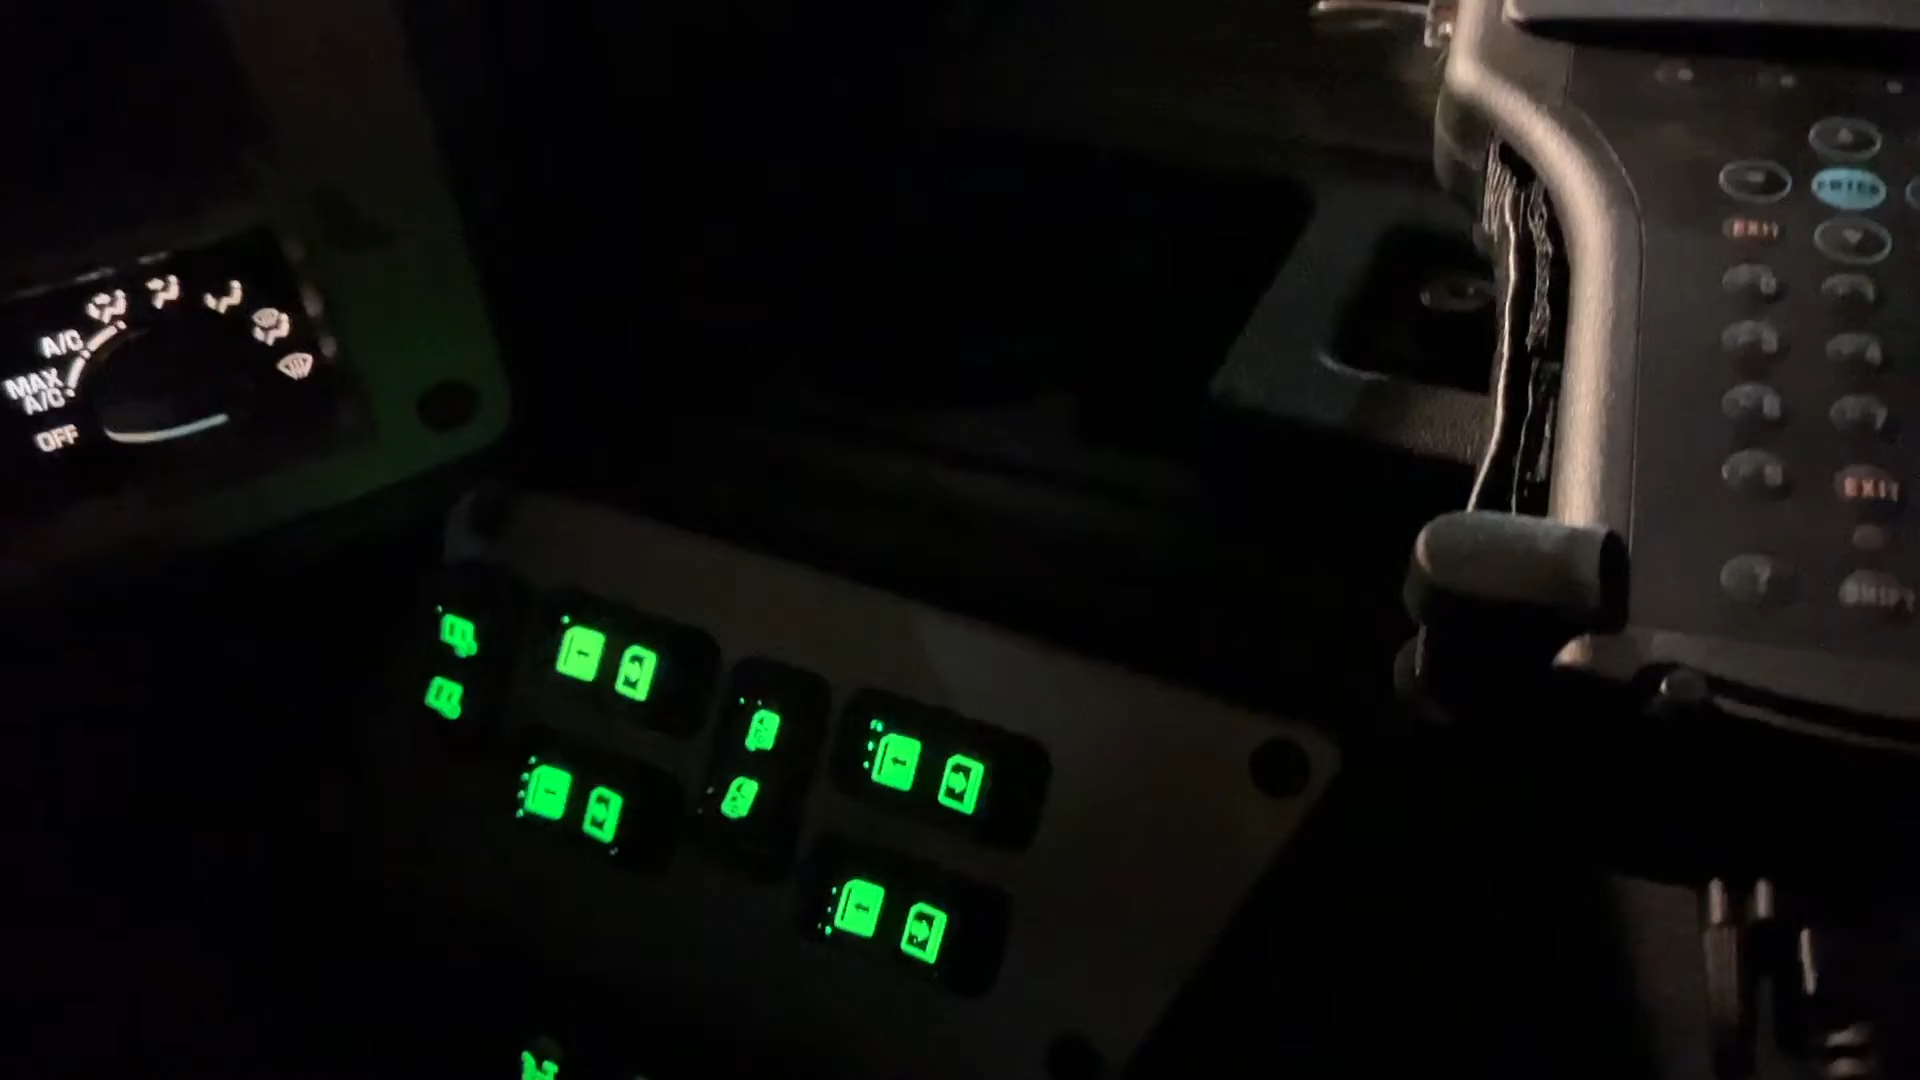 A/C
MAX
A/C
OFF
ENTER
EXIT
EXIT
SHIFT